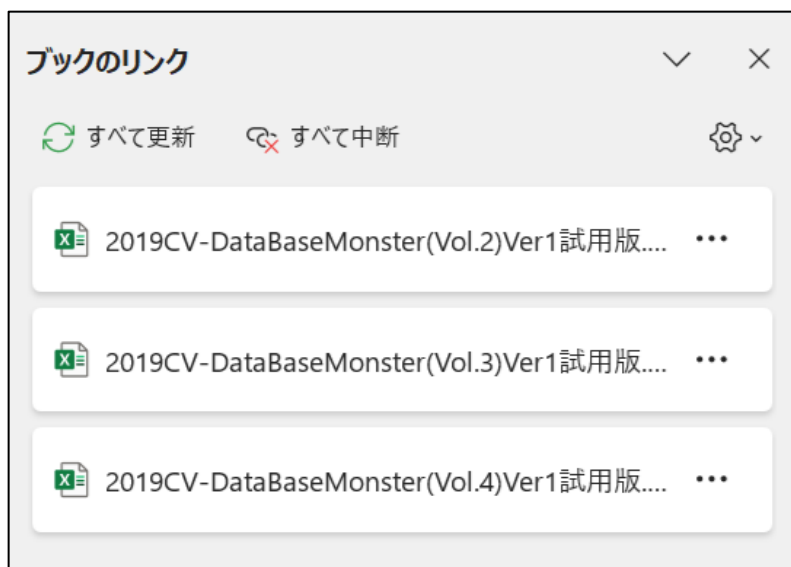 ブックのリンク
すべて更新 すべて中断
2019CV-DataBaseMonster(Vol.2)Ver1試用版....
2019CV-DataBaseMonster(Vol.3)Ver1試用版....
2019CV-DataBaseMonster(Vol.4)Ver1試用版....